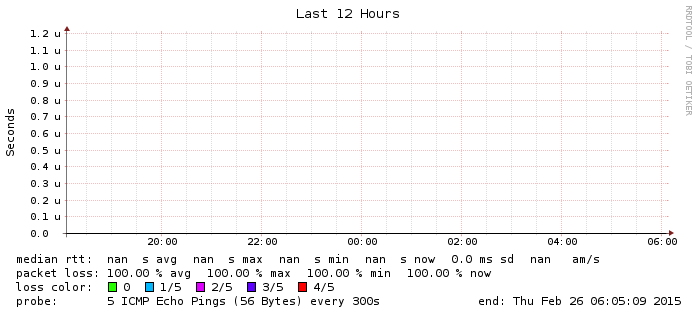 Last 12 Hours
RRDTOOL / TOBI OETIKER
Seconds
1.2 u
1.1 u
1.0 u
0.9 u
0.8 u
0.7 u
0.6 u
0.5 u
0.4 u
0.3 u
0.2 u
0.1 u
0.0
20:00 22:00 00:00 02:00 04:00 06:00
median rtt: nan s avg nan s max nan s min nan s now 0.0 ms sd nan am/s
packet loss: 100.00 % avg 100.00 % max 100.00 % min 100.00 % now
loss color: 0 1/5 2/5 3/5 4/5
probe: 5 ICMP Echo Pings (56 Bytes) every 300s end: Thu Feb 26 06:05:09 2015